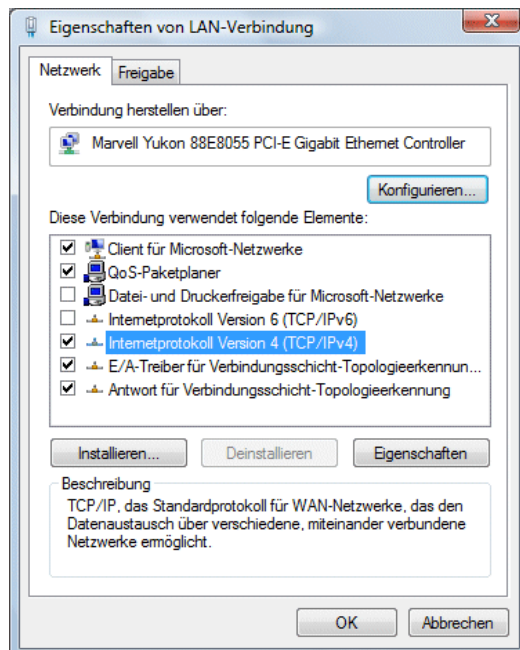 Eigenschaften von LAN-Verbindung
Netzwerk Freigabe
Verbindung herstellen über:
Marvell Yukon 88E8055 PCI-E Gigabit Ethernet Controller
Konfigurieren...
Diese Verbindung verwendet folgende Elemente:
Client für Microsoft-Netzwerke
QoS-Paketplaner
Datei- und Druckerfreigabe für Microsoft-Netzwerke
Internetprotokoll Version 6 (TCP/IPv6)
Internetprotokoll Version 4 (TCP/IPv4)
E/A-Treiber für Verbindungsschicht-Topologieerkennun...
Antwort für Verbindungsschicht-Topologieerkennung
Installieren... Deinstallieren Eigenschaften
Beschreibung
TCP/IP, das Standardprotokoll für WAN-Netzwerke, das den
Datenaustausch über verschiedene, miteinander verbundene
Netzwerke ermöglicht.
OK Abbrechen